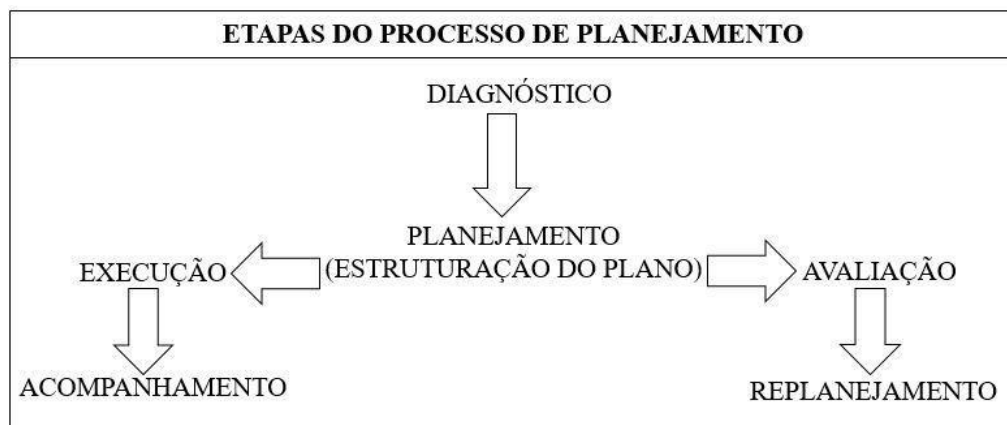 ETAPAS DO PROCESSO DE PLANEJAMENTO
DIAGNÓSTICO
PLANEJAMENTO
(ESTRUTURAÇÃO DO PLANO)
EXECUÇÃO
AVALIAÇÃO
ACOMPANHAMENTO
REPLANEJAMENTO